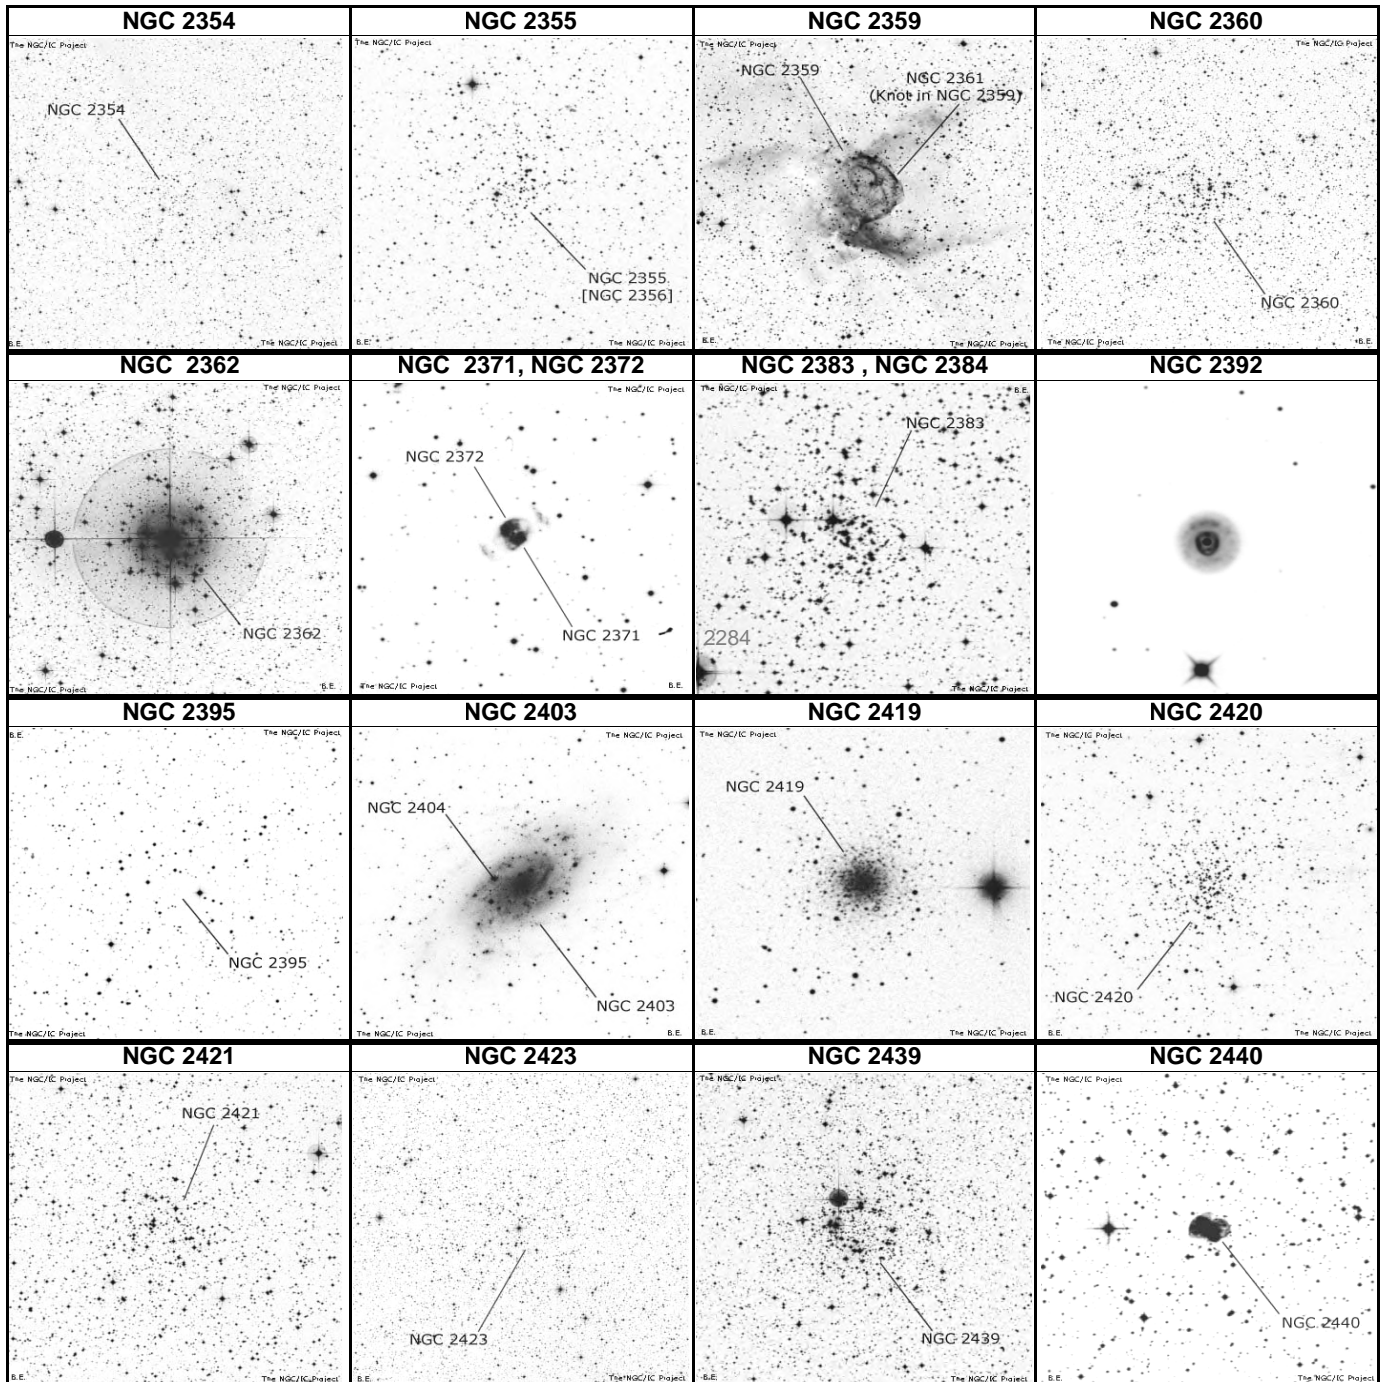 NGC 2354
NGC 2355
NGC 2359
NGC 2360
The NGC/IC Project
NGC 2354
B.E.
The NGC/IC Project
The NGC/IC Project
NGC 2355
[NGC 2356]
B.E.
The NGC/IC Project
The NGC/IC Project
NGC 2359
NGC 2361
(Knot in NGC 2359)
B.E.
The NGC/IC Project
The NGC/IC Project
NGC 2360
The NGC/IC Project
B.E.
NGC  2362
NGC  2371, NGC 2372
NGC 2383 , NGC 2384
NGC 2392
The NGC/IC Project
NGC 2362
The NGC/IC Project
B.E.
The NGC/IC Project
NGC 2372
NGC 2371
The NGC/IC Project
B.E.
The NGC/IC Project
B.E.
NGC 2383
2284
The NGC/IC Project
NGC 2395
NGC 2403
NGC 2419
NGC 2420
B.E.
The NGC/IC Project
NGC 2395
The NGC/IC Project
The NGC/IC Project
NGC 2404
NGC 2403
The NGC/IC Project
B.E.
The NGC/IC Project
NGC 2419
B.E.
The NGC/IC Project
The NGC/IC Project
NGC 2420
B.E.
The NGC/IC Project
NGC 2421
NGC 2423
NGC 2439
NGC 2440
The NGC/IC Project
NGC 2421
B.E.
The NGC/IC Project
The NGC/IC Project
NGC 2423
B.E.
The NGC/IC Project
The NGC/IC Project
NGC 2439
B.E.
The NGC/IC Project
The NGC/IC Project
NGC 2440
B.E.
The NGC/IC Project